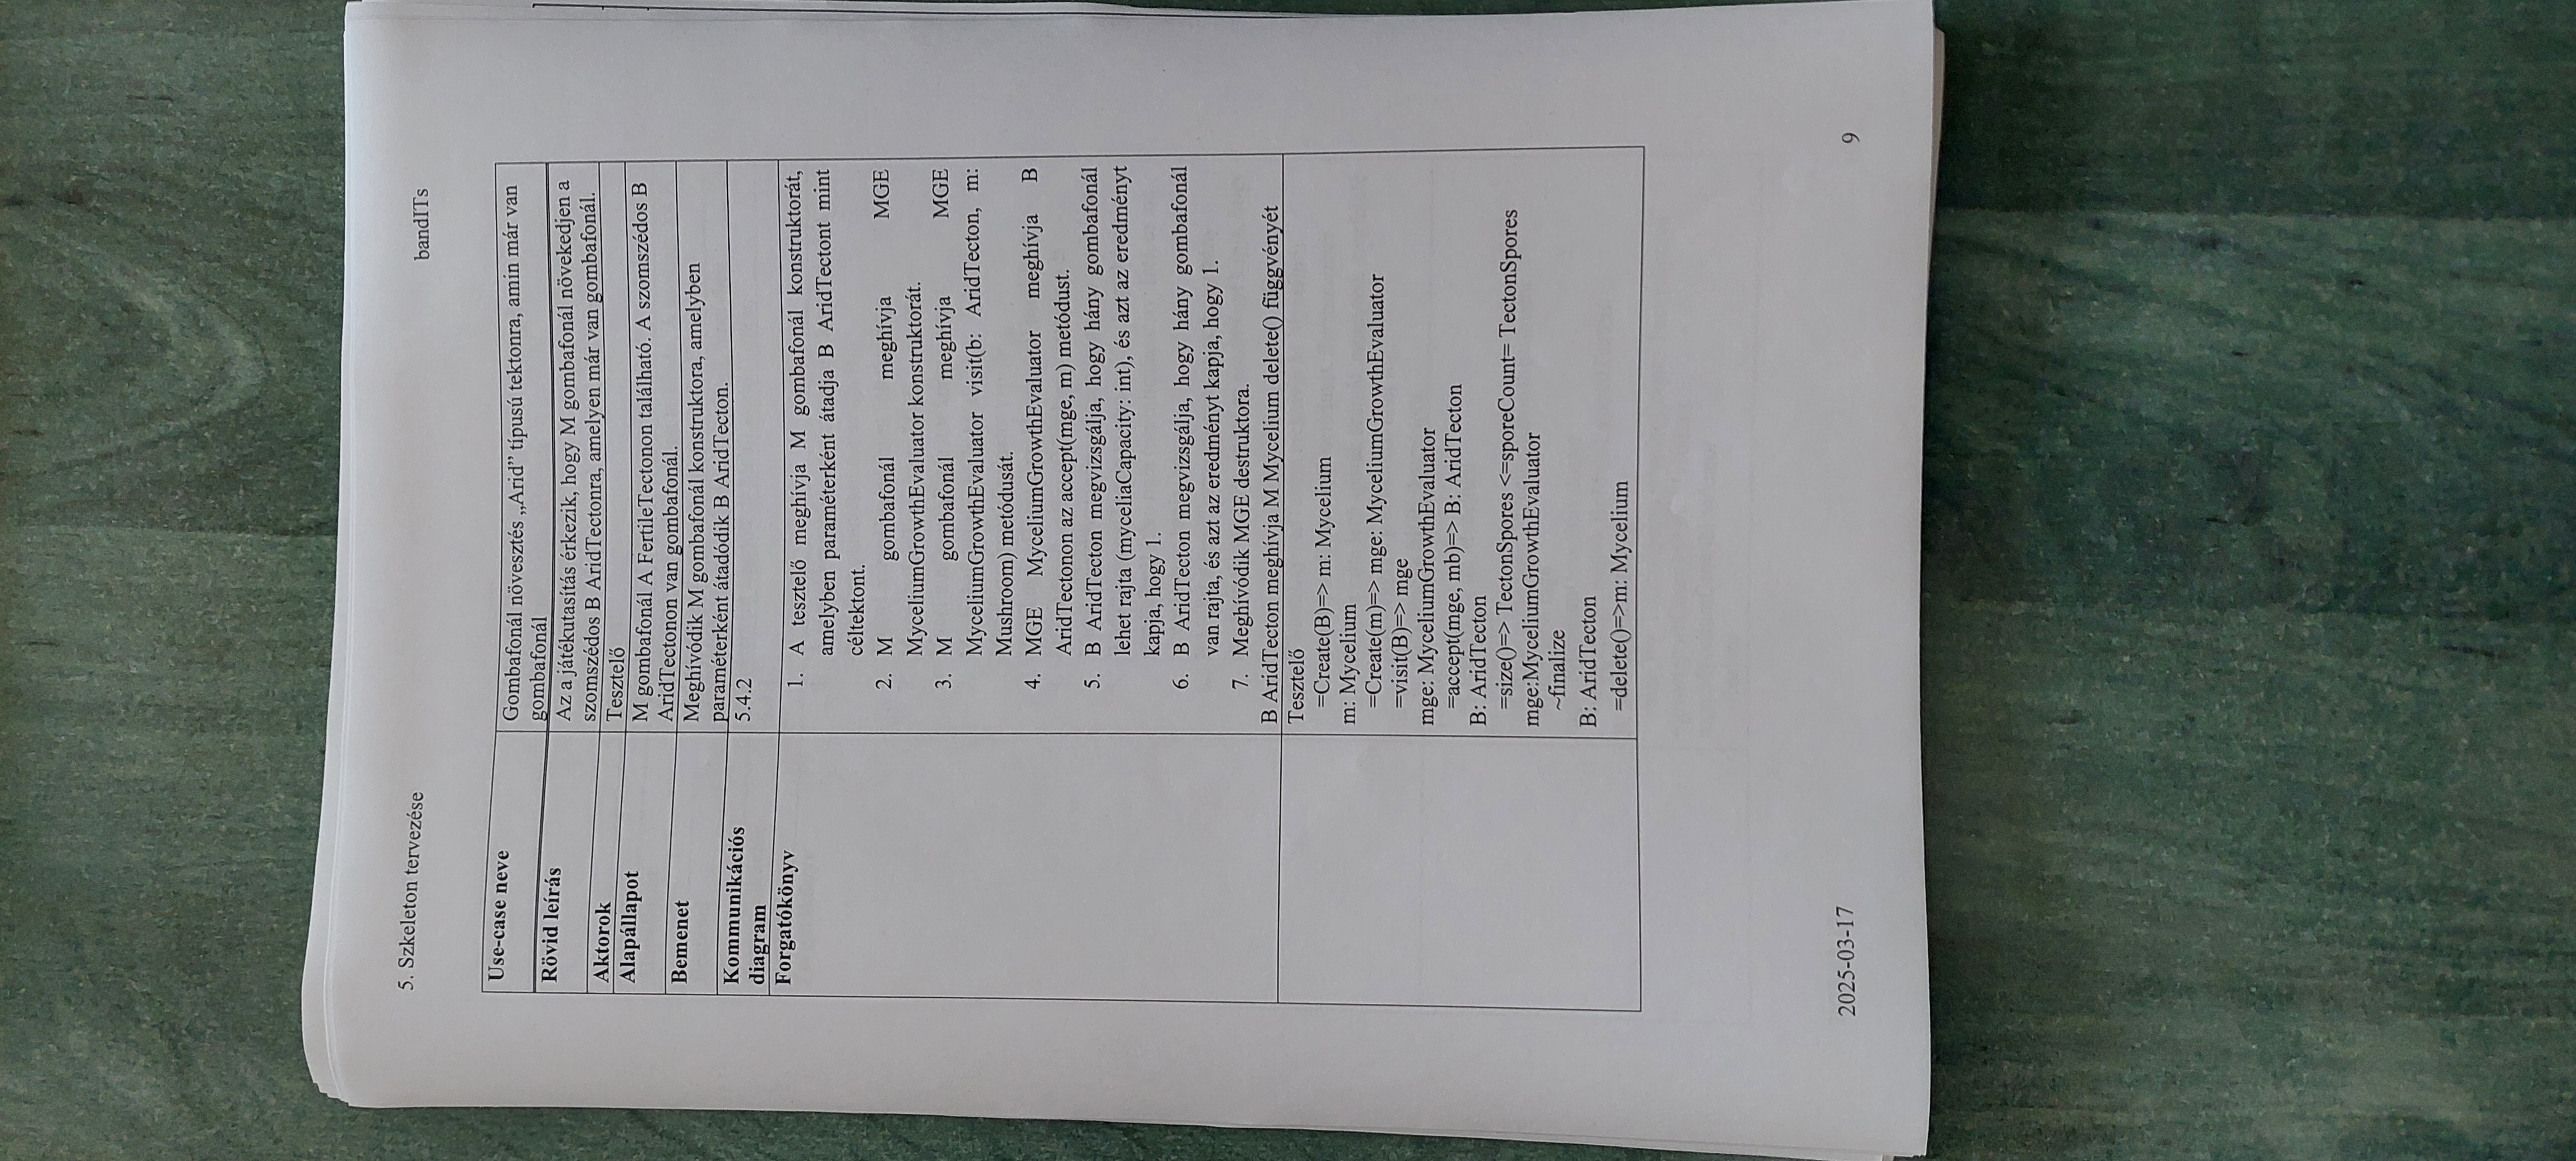 5. Szkeleton tervezése
bandITs
Use-case neve
Gombafonál növesztés „Arid” típusú tektonra, amin már van
gombafonál
Rövid leírás
Az a játékutasítás érkezik, hogy M gombafonál növekedjen a
szomszédos B AridTectonra, amelyen már van gombafonál.
Aktorok
Tesztelő
Alapállapot
M gombafonál A FertileTectonon található. A szomszédos B
AridTectonon van gombafonál.
Bemenet
Meghívódik M gombafonál konstruktora, amelyben
paraméterként átadódik B AridTecton.
Kommunikációs
diagram
5.4.2
Forgatókönyv
1. A tesztelő meghívja M gombafonál konstruktorát,
amelyben paraméterként átadja B AridTectont mint
céltektont.
2. M gombafonál meghívja MGE
MyceliumGrowthEvaluator konstruktorát.
3. M gombafonál meghívja MGE
MyceliumGrowthEvaluator visit(b: AridTecton, m:
Mushroom) metódusát.
4. MGE MyceliumGrowthEvaluator meghívja B
AridTectonon az accept(mge, m) metódust.
5. B AridTecton megvizsgálja, hogy hány gombafonál
lehet rajta (myceliaCapacity: int), és azt az eredményt
kapja, hogy 1.
6. B AridTecton megvizsgálja, hogy hány gombafonál
van rajta, és azt az eredményt kapja, hogy 1.
7. Meghívódik MGE destruktora.
B AridTecton meghívja M Mycelium delete() függvényét
Tesztelő
=Create(B)=> m: Mycelium
m: Mycelium
=Create(m)=> mge: MyceliumGrowthEvaluator
=visit(B)=> mge
mge: MyceliumGrowthEvaluator
=accept(mge, mb)=> B: AridTecton
B: AridTecton
=size()=> TectonSpores <=sporeCount= TectonSpores
mge:MyceliumGrowthEvaluator
~finalize
B: AridTecton
=delete()=>m: Mycelium
2025-03-17
9